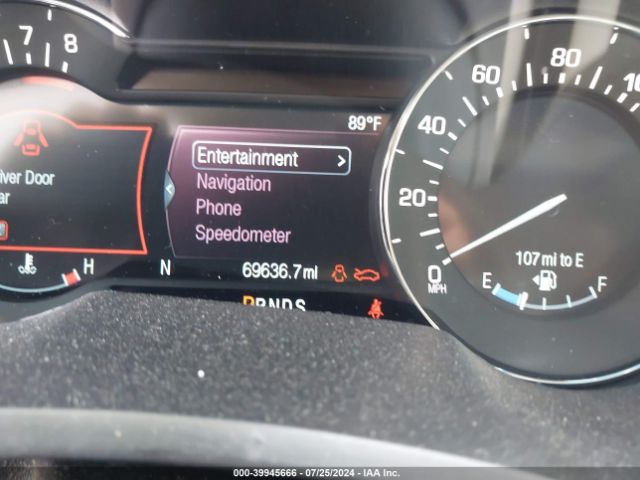 7 8
89°F
60 80
40
20
0
MPH
Entertainment >
Navigation
Phone
Speedometer
Door
H
N
69636.7mi
PRNDS
107 mi to E
E F
000-39945666 - 07/25/2024 - IAA Inc.